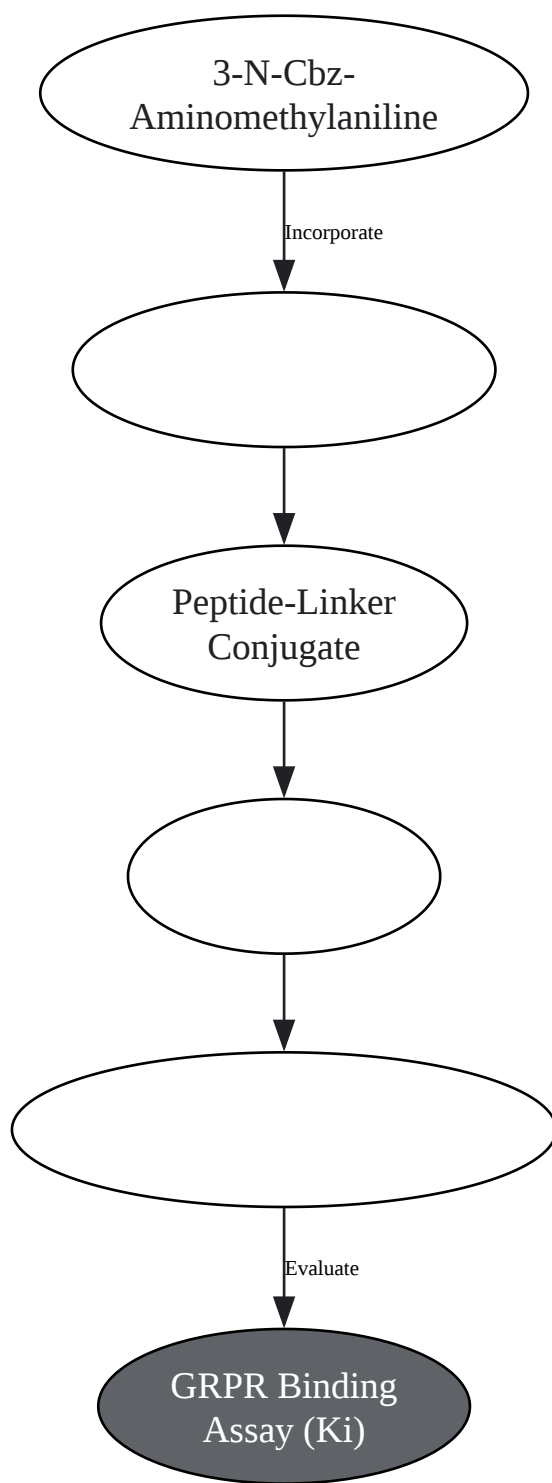 3-N-Cbz-
Aminomethylaniline
Incorporate
Peptide-Linker
Conjugate
Evaluate
GRPR Binding
Assay (Ki)